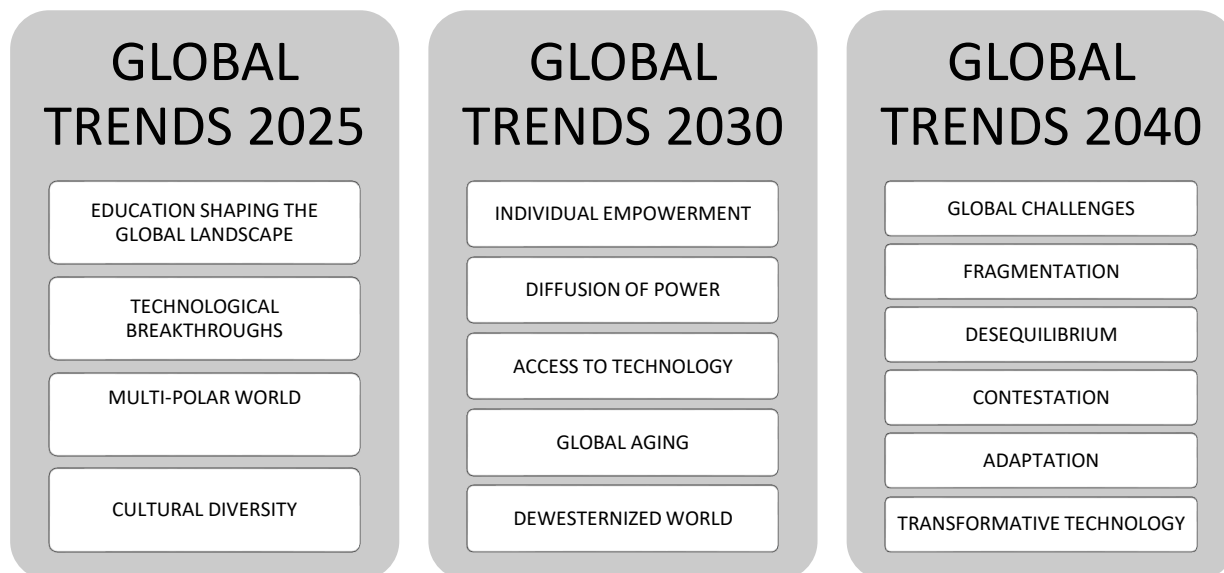 GLOBAL
TRENDS 2025
EDUCATION SHAPING THE
GLOBAL LANDSCAPE
TECHNOLOGICAL
BREAKTHROUGHS
MULTI-POLAR WORLD
CULTURAL DIVERSITY
GLOBAL
TRENDS 2030
INDIVIDUAL EMPOWERMENT
DIFFUSION OF POWER
ACCESS TO TECHNOLOGY
GLOBAL AGING
DEWESTERNIZED WORLD
GLOBAL
TRENDS 2040
GLOBAL CHALLENGES
FRAGMENTATION
DESEQUILIBRIUM
CONTESTATION
ADAPTATION
TRANSFORMATIVE TECHNOLOGY